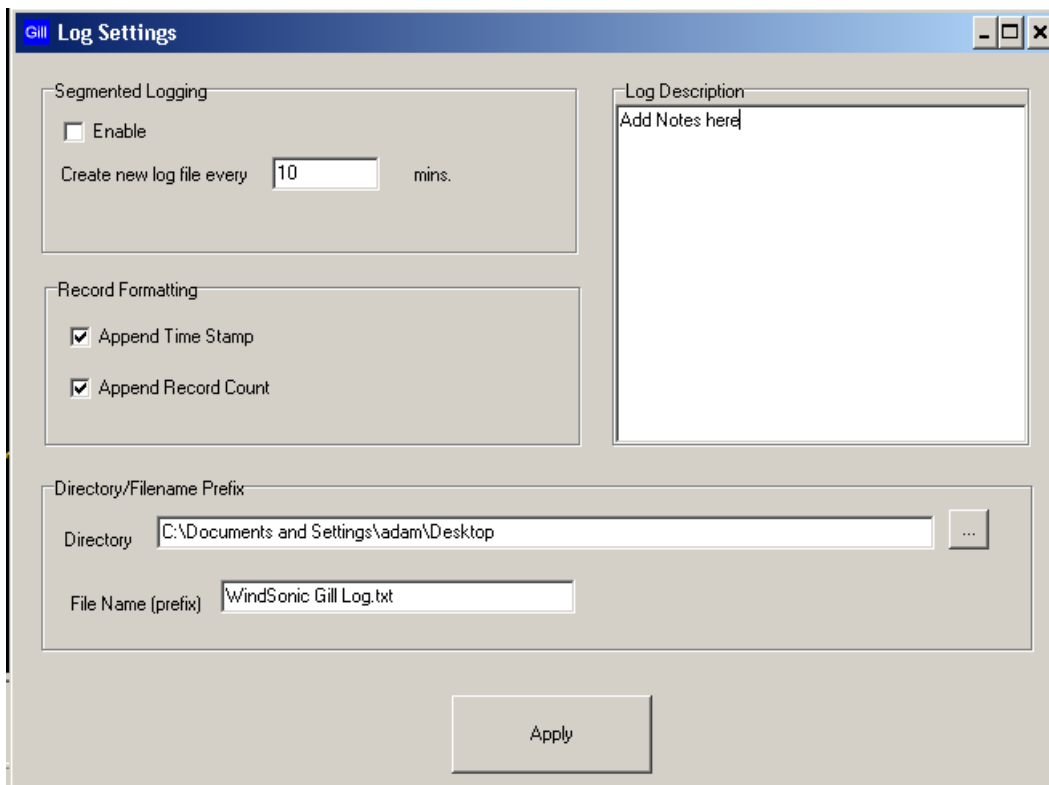 Gill Log Settings
Segmented Logging
Enable
Create new log file every 10 mins.
Record Formatting
Append Time Stamp
Append Record Count
Log Description
Add Notes here
Directory/Filename Prefix
Directory C:\Documents and Settings\adam\Desktop ...
File Name (prefix) WindSonic Gill Log.txt
Apply